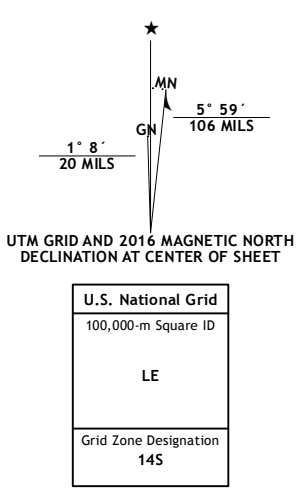 MN
5° 59´
106 MILS
GN
1° 8´
20 MILS
UTM GRID AND 2016 MAGNETIC NORTH
DECLINATION AT CENTER OF SHEET
U.S. National Grid
100,000-m Square ID
LE
Grid Zone Designation
14S